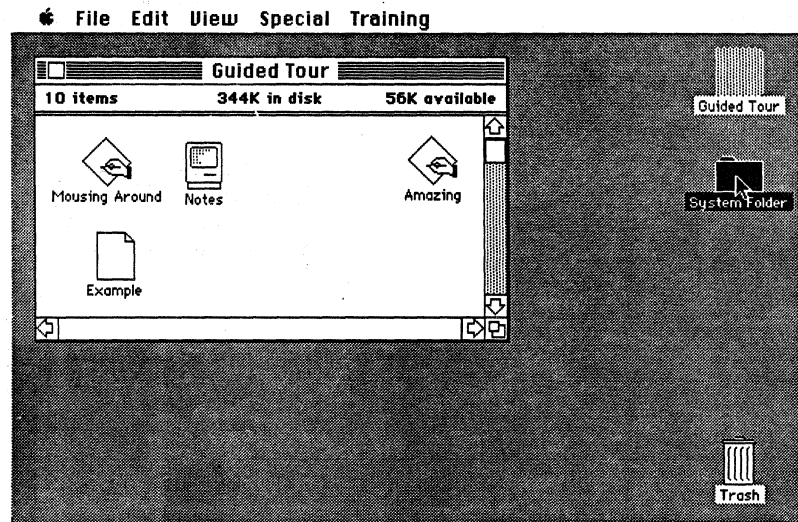 File Edit View Special Training
Guided Tour
10 items 344K in disk 56K available
Guided Tour
Mousing Around Notes Amazing
System Folder
Example
Trash